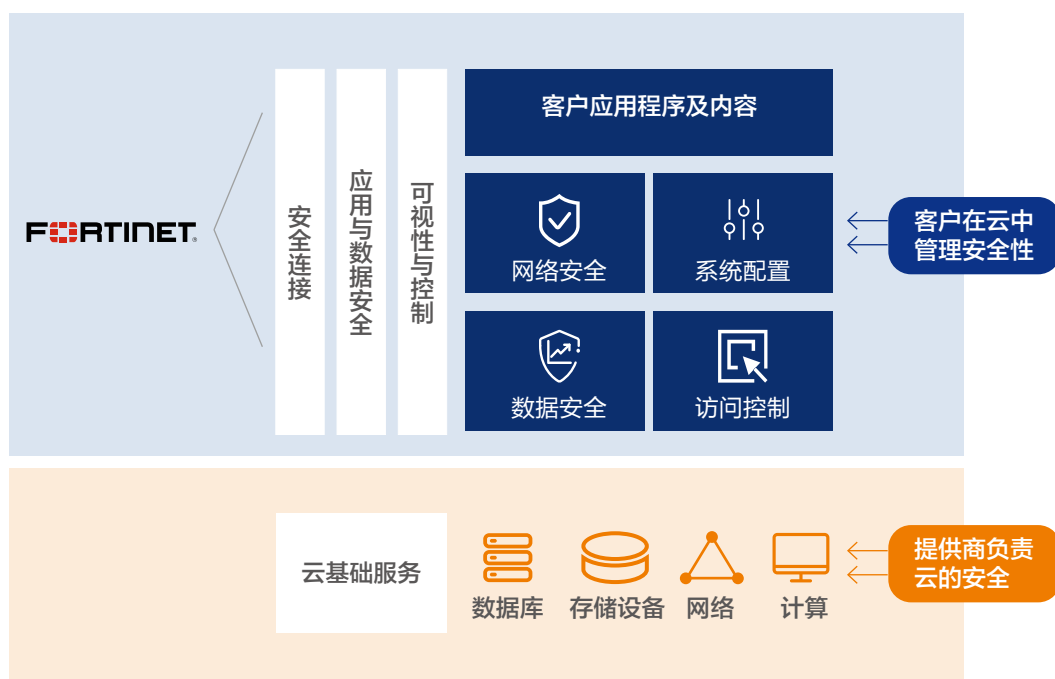 FORTINET
安全连接
应用与数据安全
可视性与控制
客户应用程序及内容
网络安全
系统配置
数据安全
访问控制
客户在云中
管理安全性
云基础服务
数据库
存储设备
网络
计算
提供商负责
云的安全